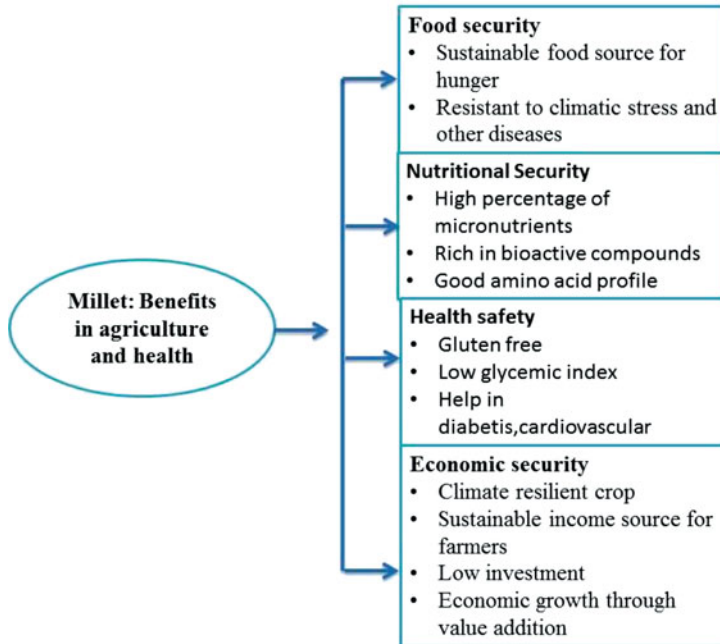 Millet: Benefits
in agriculture
and health
Food security
• Sustainable food source for
hunger
• Resistant to climatic stress and
other diseases
Nutritional Security
• High percentage of
micronutrients
• Rich in bioactive compounds
• Good amino acid profile
Health safety
• Gluten free
• Low glycemic index
• Help in
diabetis,cardiovascular
Economic security
• Climate resilient crop
• Sustainable income source for
farmers
• Low investment
• Economic growth through
value addition